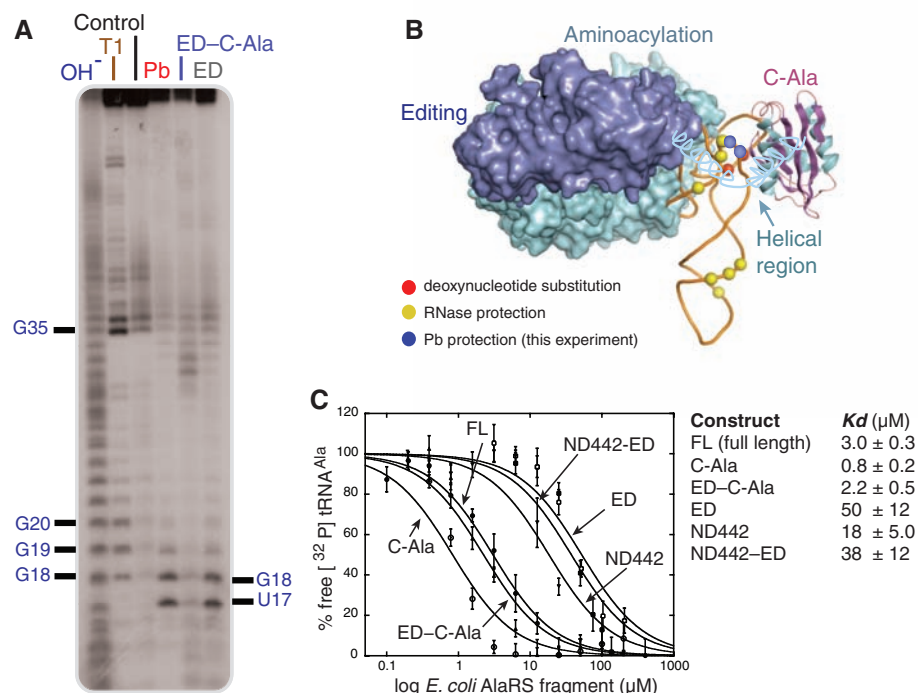 A
Control
T1
ED–C-Ala
OH-
Pb
ED
G35
G20
G19
G18
G18
U17
B
Aminoacylation
C-Ala
Editing
Helical
region
deoxynucleotide substitution
RNase protection
Pb protection (this experiment)
C
120
100
80
60
40
20
0
% free [32 P] tRNA Ala
FL
ND442-ED
ED
C-Ala
ND442
ED–C-Ala
0.1
1
10
100
1000
log E. coli AlaRS fragment (µM)
Construct Kd (µM)
FL (full length) 3.0 ± 0.3
C-Ala 0.8 ± 0.2
ED–C-Ala 2.2 ± 0.5
ED 50 ± 12
ND442 18 ± 5.0
ND442–ED 38 ± 12